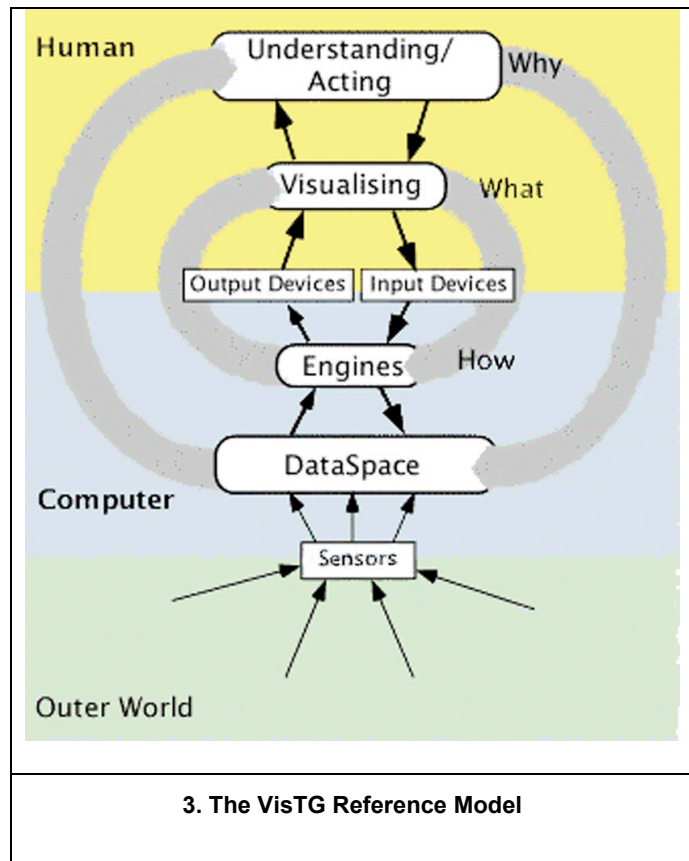 Human
Understanding/
Acting
Why
Visualising
What
Output Devices
Input Devices
Engines
How
DataSpace
Computer
Sensors
Outer World
3. The VisTG Reference Model